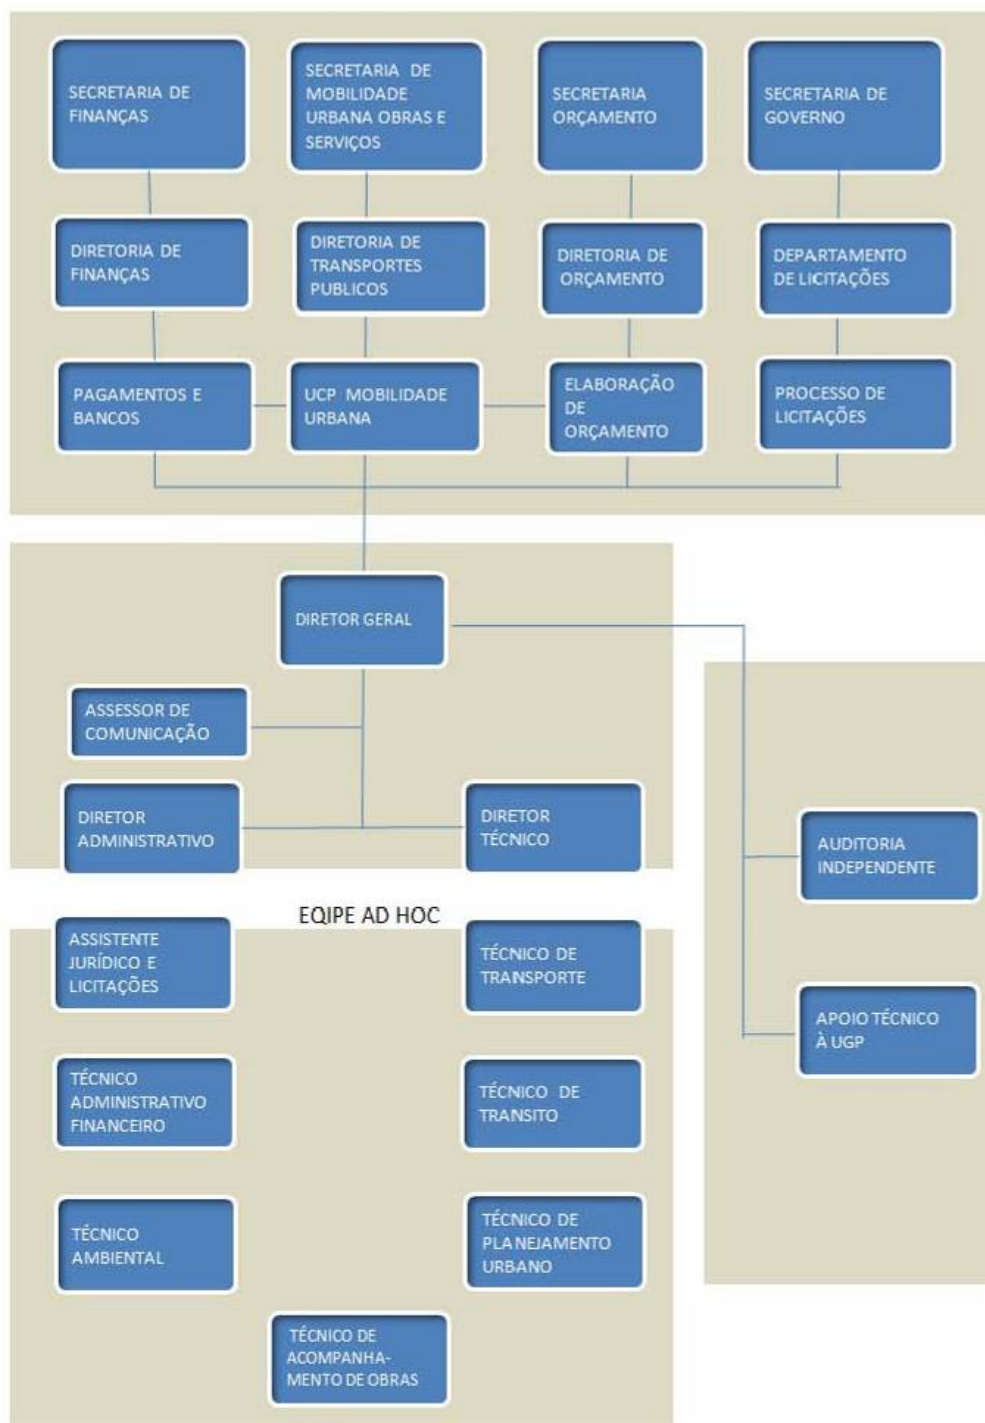 SECRETARIA DE
FINANÇAS
SECRETARIA DE
MOBILIDADE
URBANA OBRAS E
SERVIÇOS
SECRETARIA
ORÇAMENTO
SECRETARIA DE
GOVERNO
DIRETORIA DE
FINANÇAS
DIRETORIA DE
TRANSPORTES
PUBLICOS
DIRETORIA DE
ORÇAMENTO
DEPARTAMENTO
DE LICITAÇÕES
PAGAMENTOS E
BANCOS
UCP MOBILIDADE
URBANA
ELABORAÇÃO
DE
ORÇAMENTO
PROCESSO DE
LICITAÇÕES
DIRETOR GERAL
ASSESSOR DE
COMUNICAÇÃO
DIRETOR
ADMINISTRATIVO
DIRETOR
TÉCNICO
AUDITORIA
INDEPENDENTE
EQIPE AD HOC
ASSISTENTE
JURÍDICO E
LICITAÇÕES
TÉCNICO DE
TRANSPORTE
APOIO TÉCNICO
À UGP
TÉCNICO
ADMINISTRATIVO
FINANCEIRO
TÉCNICO DE
TRANSITO
TÉCNICO
AMBIENTAL
TÉCNICO DE
PLANEJAMENTO
URBANO
TÉCNICO DE
ACOMPANHA-
MENTO DE OBRAS